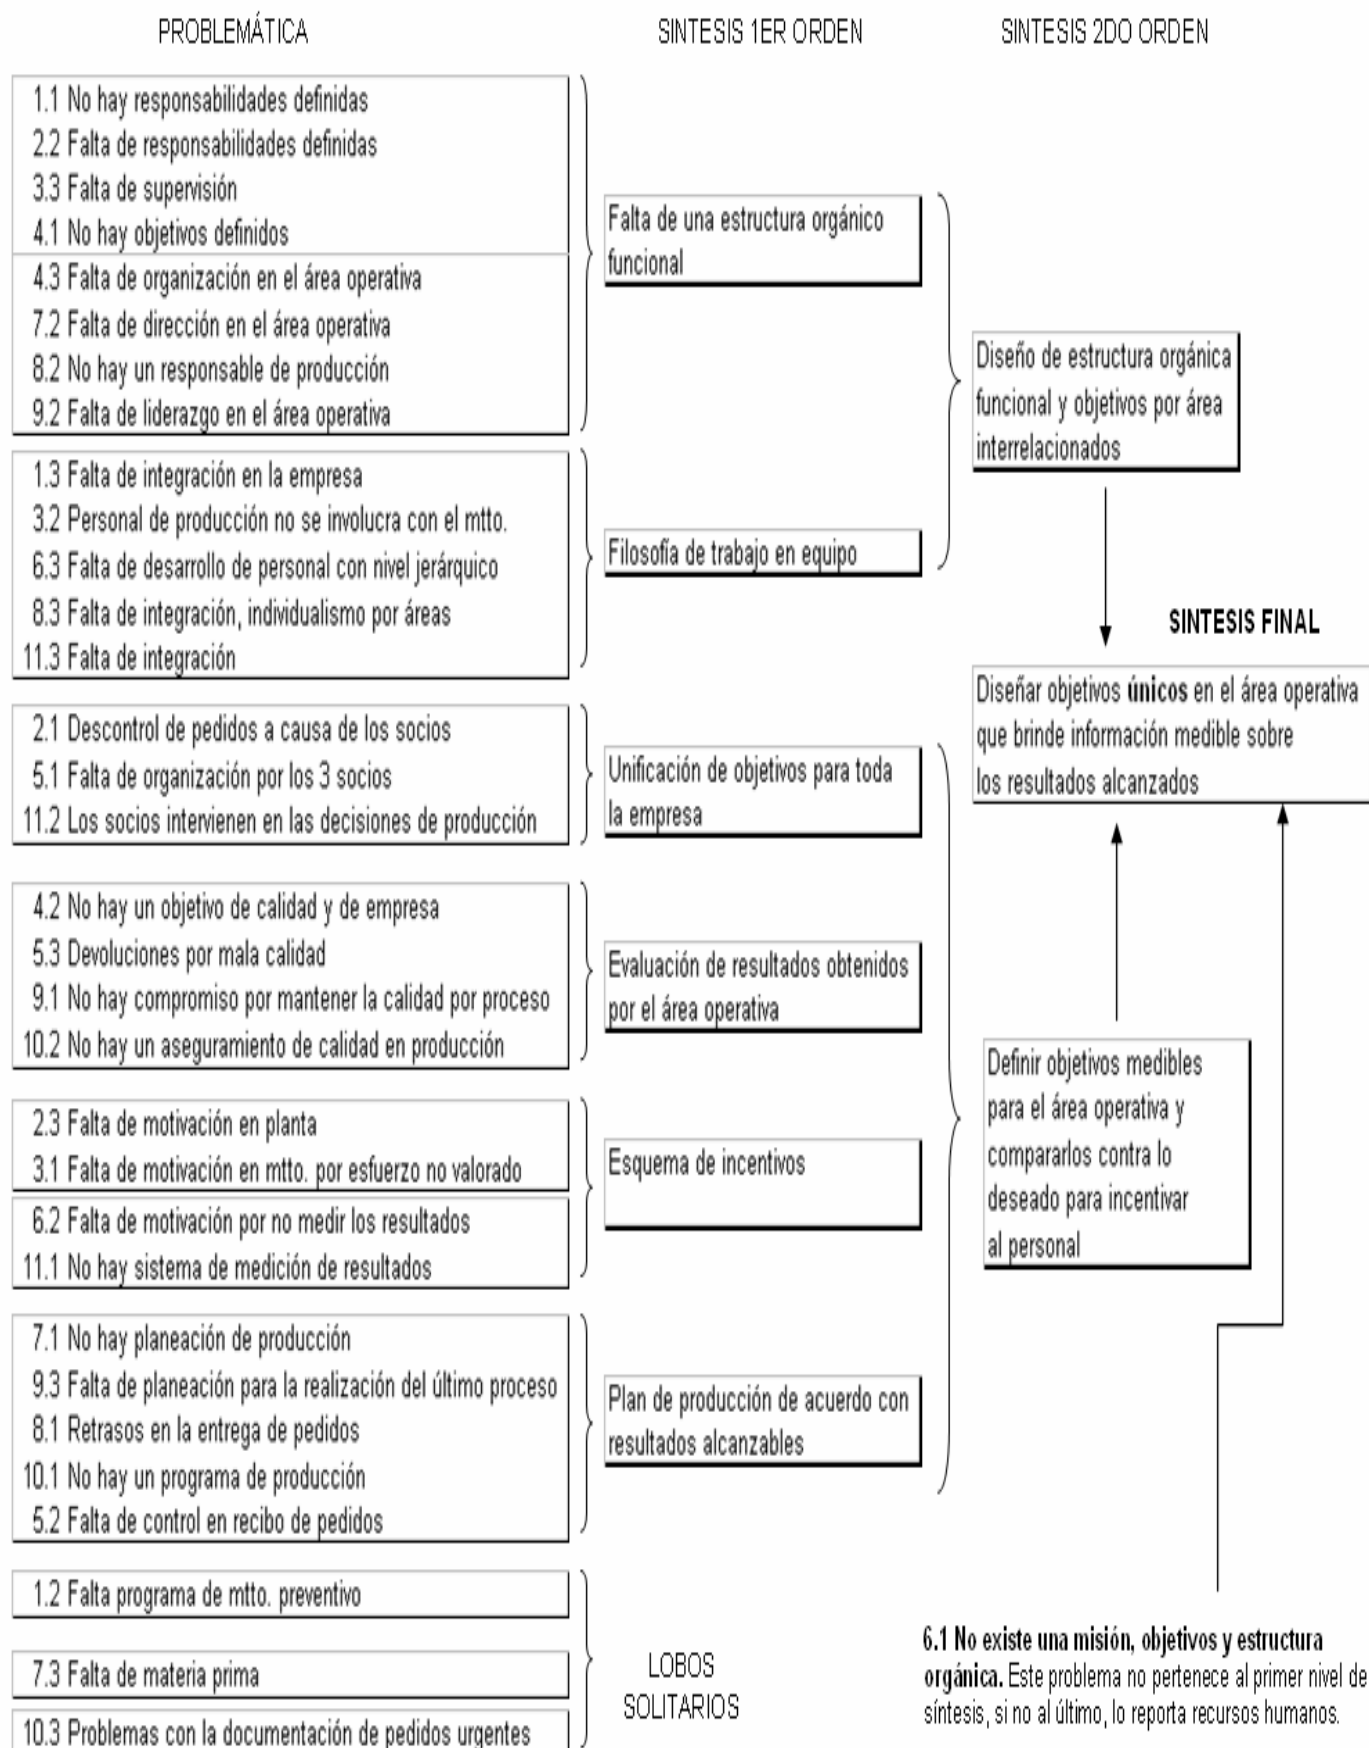 PROBLEMÁTICA
SINTESIS 1ER ORDEN
SINTESIS 2DO ORDEN
1.1 No hay responsabilidades definidas
2.2 Falta de responsabilidades definidas
3.3 Falta de supervisión
4.1 No hay objetivos definidos
4.3 Falta de organización en el área operativa
7.2 Falta de dirección en el área operativa
8.2 No hay un responsable de producción
9.2 Falta de liderazgo en el área operativa
Falta de una estructura orgánico
funcional
1.3 Falta de integración en la empresa
3.2 Personal de producción no se involucra con el mtto.
6.3 Falta de desarrollo de personal con nivel jerárquico
8.3 Falta de integración, individualismo por áreas
11.3 Falta de integración
Filosofía de trabajo en equipo
Diseño de estructura orgánica
funcional y objetivos por área
interrelacionados
SINTESIS FINAL
Diseñar objetivos únicos en el área operativa
que brinde información medible sobre
los resultados alcanzados
2.1 Descontrol de pedidos a causa de los socios
5.1 Falta de organización por los 3 socios
11.2 Los socios intervienen en las decisiones de producción
Unificación de objetivos para toda
la empresa
4.2 No hay un objetivo de calidad y de empresa
5.3 Devoluciones por mala calidad
9.1 No hay compromiso por mantener la calidad por proceso
10.2 No hay un aseguramiento de calidad en producción
Evaluación de resultados obtenidos
por el área operativa
2.3 Falta de motivación en planta
3.1 Falta de motivación en mtto. por esfuerzo no valorado
6.2 Falta de motivación por no medir los resultados
11.1 No hay sistema de medición de resultados
Esquema de incentivos
Definir objetivos medibles
para el área operativa y
compararlos contra lo
deseado para incentivar
al personal
7.1 No hay planeación de producción
9.3 Falta de planeación para la realización del último proceso
8.1 Retrasos en la entrega de pedidos
10.1 No hay un programa de producción
5.2 Falta de control en recibo de pedidos
Plan de producción de acuerdo con
resultados alcanzables
1.2 Falta programa de mtto. preventivo
7.3 Falta de materia prima
10.3 Problemas con la documentación de pedidos urgentes
LOBOS
SOLITARIOS
6.1 No existe una misión, objetivos y estructura
orgánica. Este problema no pertenece al primer nivel de
síntesis, si no al último, lo reporta recursos humanos.